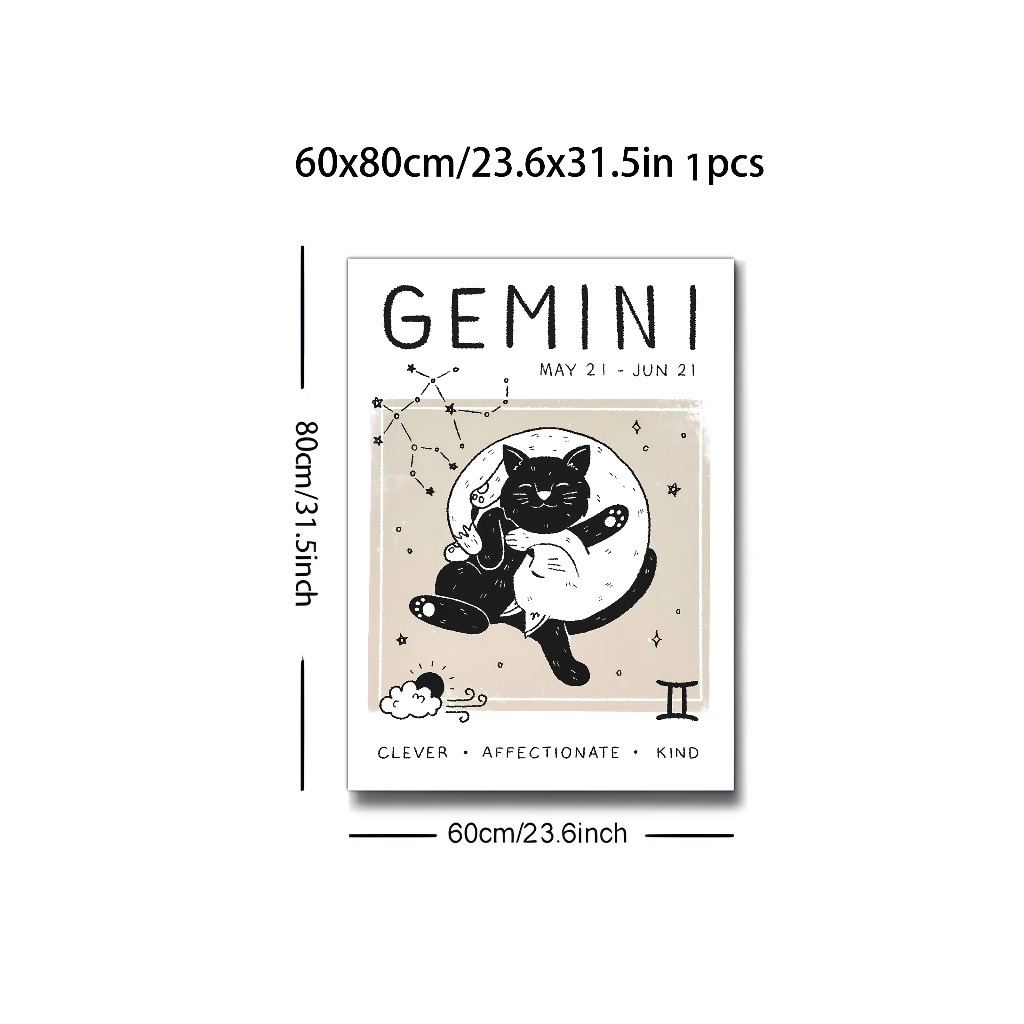 60x80cm/23.6x31.5in 1pcs
GEMINI
MAY 21 - JUN 21
80cm/31.5inch
CLEVER • AFFECTIONATE • KIND
60cm/23.6inch